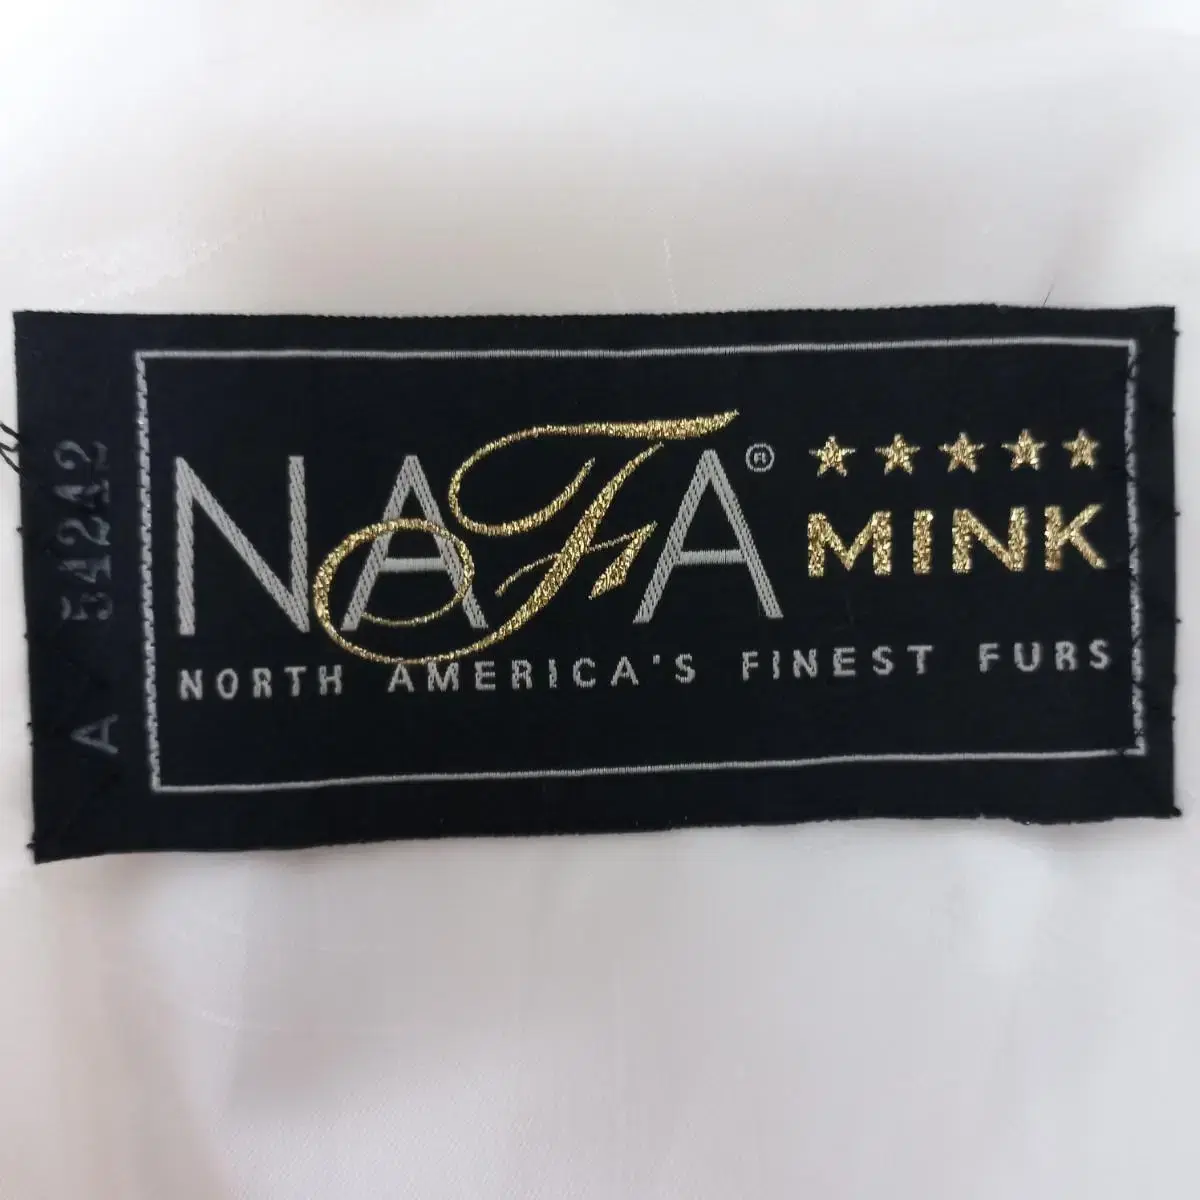 A 54242
NAFA®
★★★★★
MINK
NORTH AMERICA'S FINEST FURS